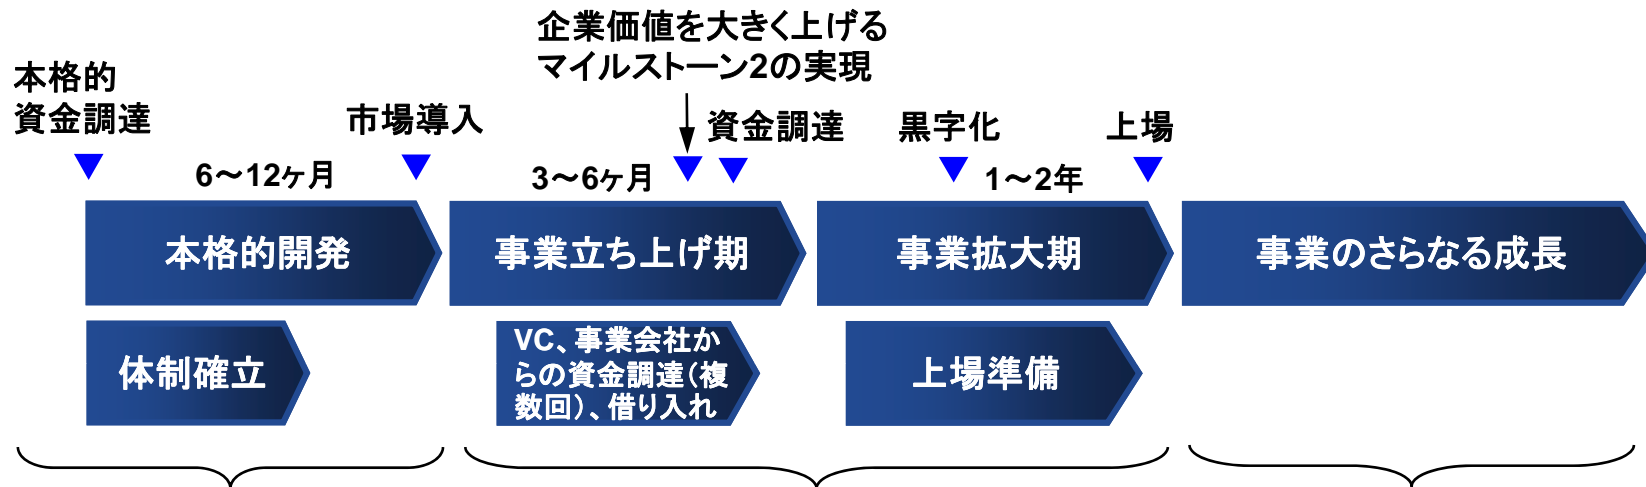 企業価値を大きく上げる
マイルストーン2の実現
本格的
資金調達
市場導入
資金調達
黒字化
上場
6～12ヶ月
3～6ヶ月
1～2年
本格的開発
事業立ち上げ期
事業拡大期
事業のさらなる成長
体制確立
VC、事業会社か
らの資金調達（複
数回）、借り入れ
上場準備